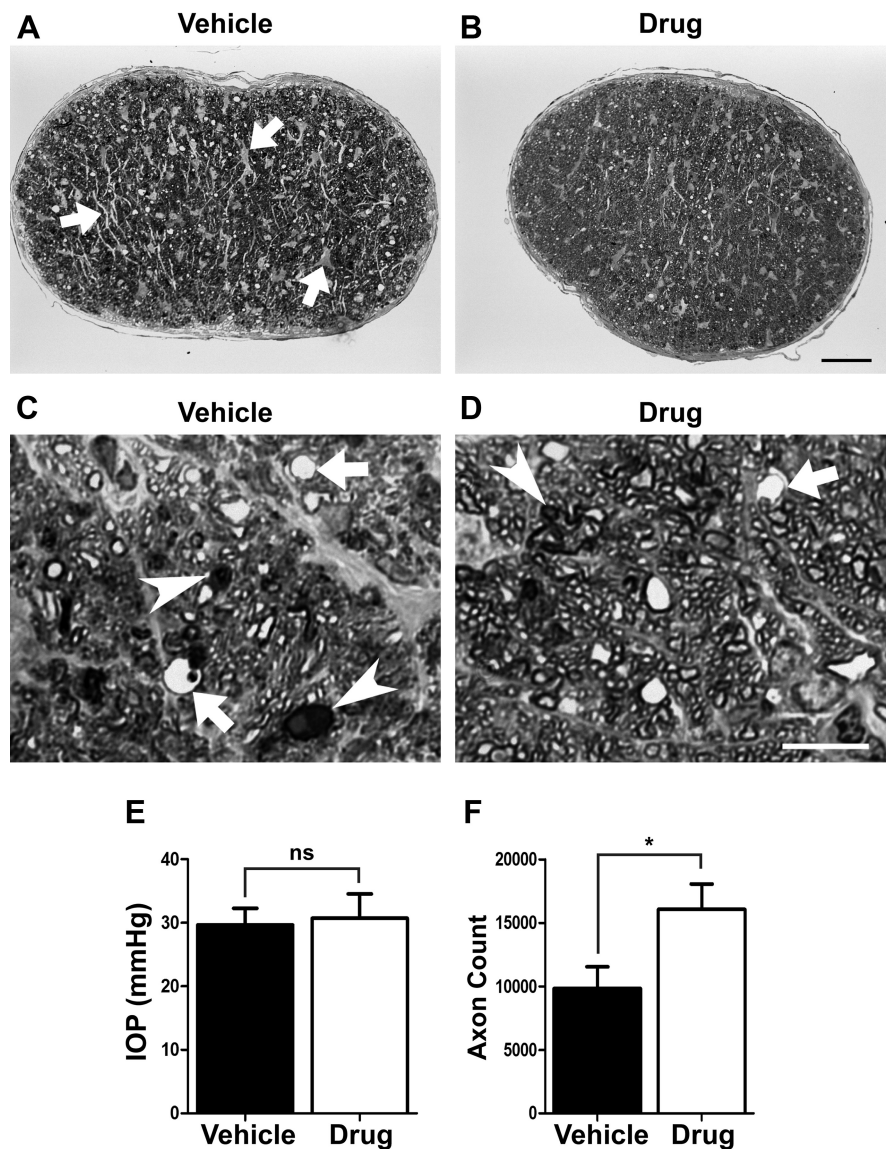 A Vehicle
B Drug
C Vehicle
D Drug
E
IOP (mmHg)
40
30
20
10
0
ns
Vehicle Drug
F
Axon Count
20000
15000
10000
5000
0
*
Vehicle Drug